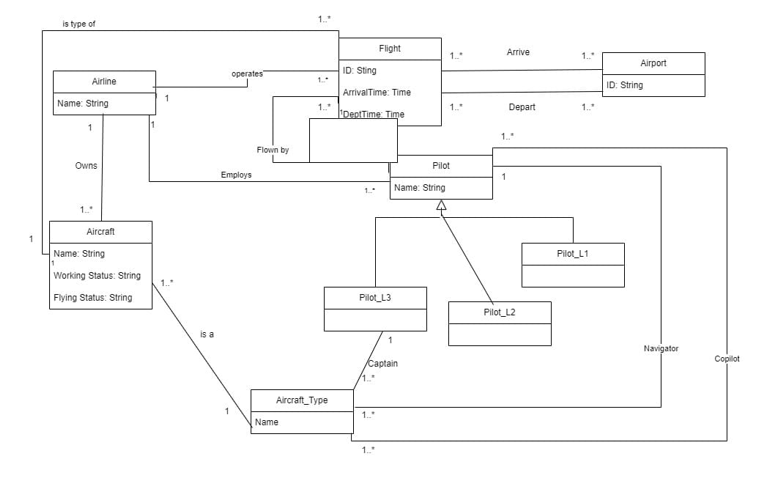 is type of
1..*
Flight
ID: Sting
ArrivalTime: Time
DeptTime: Time
1..*
Arrive
1..*
Airport
ID: String
1..*
Depart
1..*
Airline
Name: String
operates
1
1..*
1..*
1
1
1
Flown by
1..*
Owns
Employs
1..*
Pilot
Name: String
1
1..*
Aircraft
Name: String
1
Working Status: String
Flying Status: String
1
1..*
Pilot_L1
Pilot_L3
Pilot_L2
is a
1
Captain
1..*
Navigator
Copilot
Aircraft_Type
Name
1
1..*
1..*